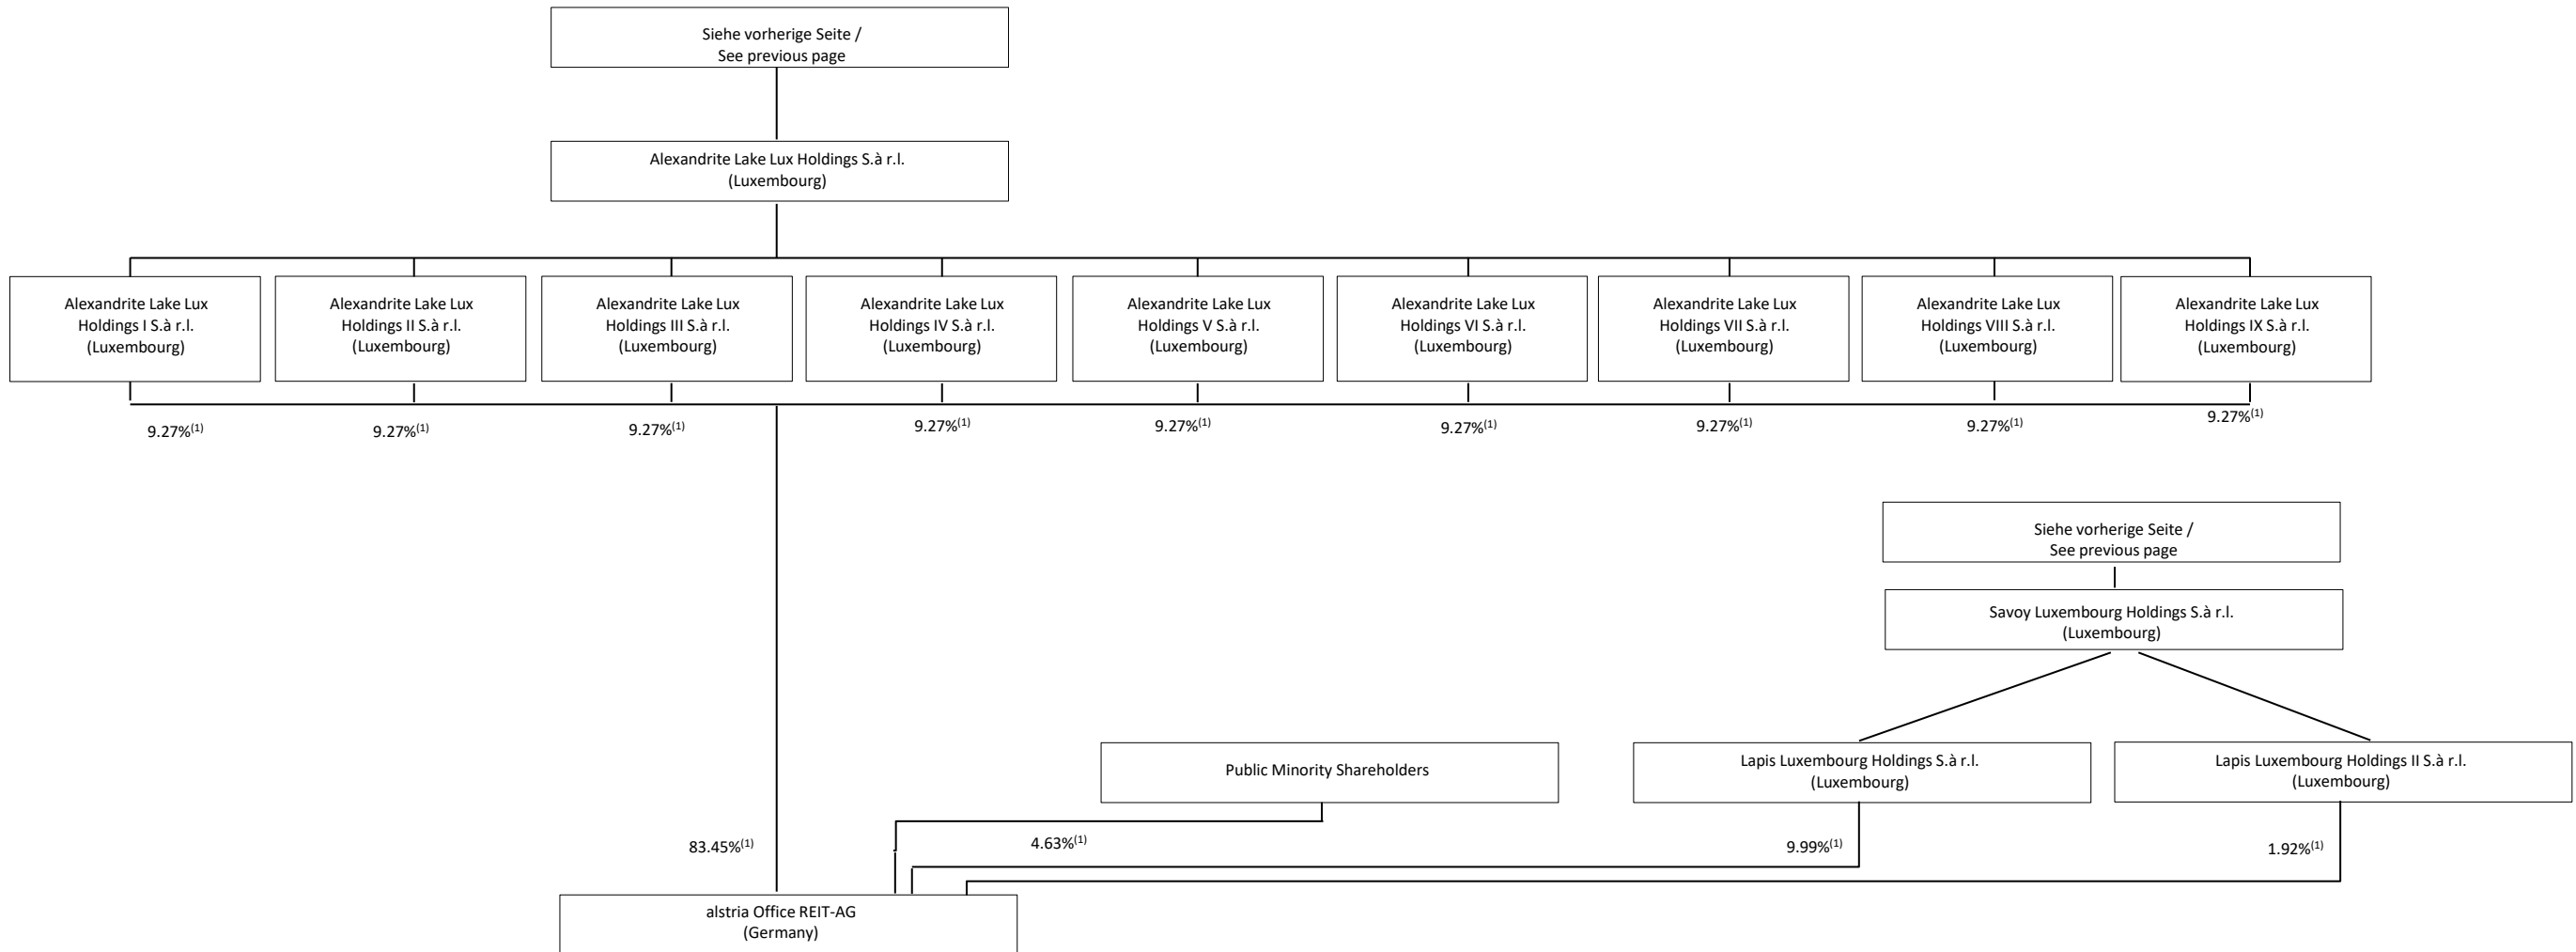 Siehe vorherige Seite /
See previous page
Alexandrite Lake Lux Holdings S.à r.l.
(Luxembourg)
Alexandrite Lake Lux
Holdings I S.à r.l.
(Luxembourg)
Alexandrite Lake Lux
Holdings II S.à r.l.
(Luxembourg)
Alexandrite Lake Lux
Holdings III S.à r.l.
(Luxembourg)
Alexandrite Lake Lux
Holdings IV S.à r.l.
(Luxembourg)
Alexandrite Lake Lux
Holdings V S.à r.l.
(Luxembourg)
Alexandrite Lake Lux
Holdings VI S.à r.l.
(Luxembourg)
Alexandrite Lake Lux
Holdings VII S.à r.l.
(Luxembourg)
Alexandrite Lake Lux
Holdings VIII S.à r.l.
(Luxembourg)
Alexandrite Lake Lux
Holdings IX S.à r.l.
(Luxembourg)
9.27%(1)
9.27%(1)
9.27%(1)
9.27%(1)
9.27%(1)
9.27%(1)
9.27%(1)
9.27%(1)
9.27%(1)
Siehe vorherige Seite /
See previous page
Savoy Luxembourg Holdings S.à r.l.
(Luxembourg)
Public Minority Shareholders
Lapis Luxembourg Holdings S.à r.l.
(Luxembourg)
Lapis Luxembourg Holdings II S.à r.l.
(Luxembourg)
83.45%(1)
4.63%(1)
9.99%(1)
1.92%(1)
alstria Office REIT-AG
(Germany)